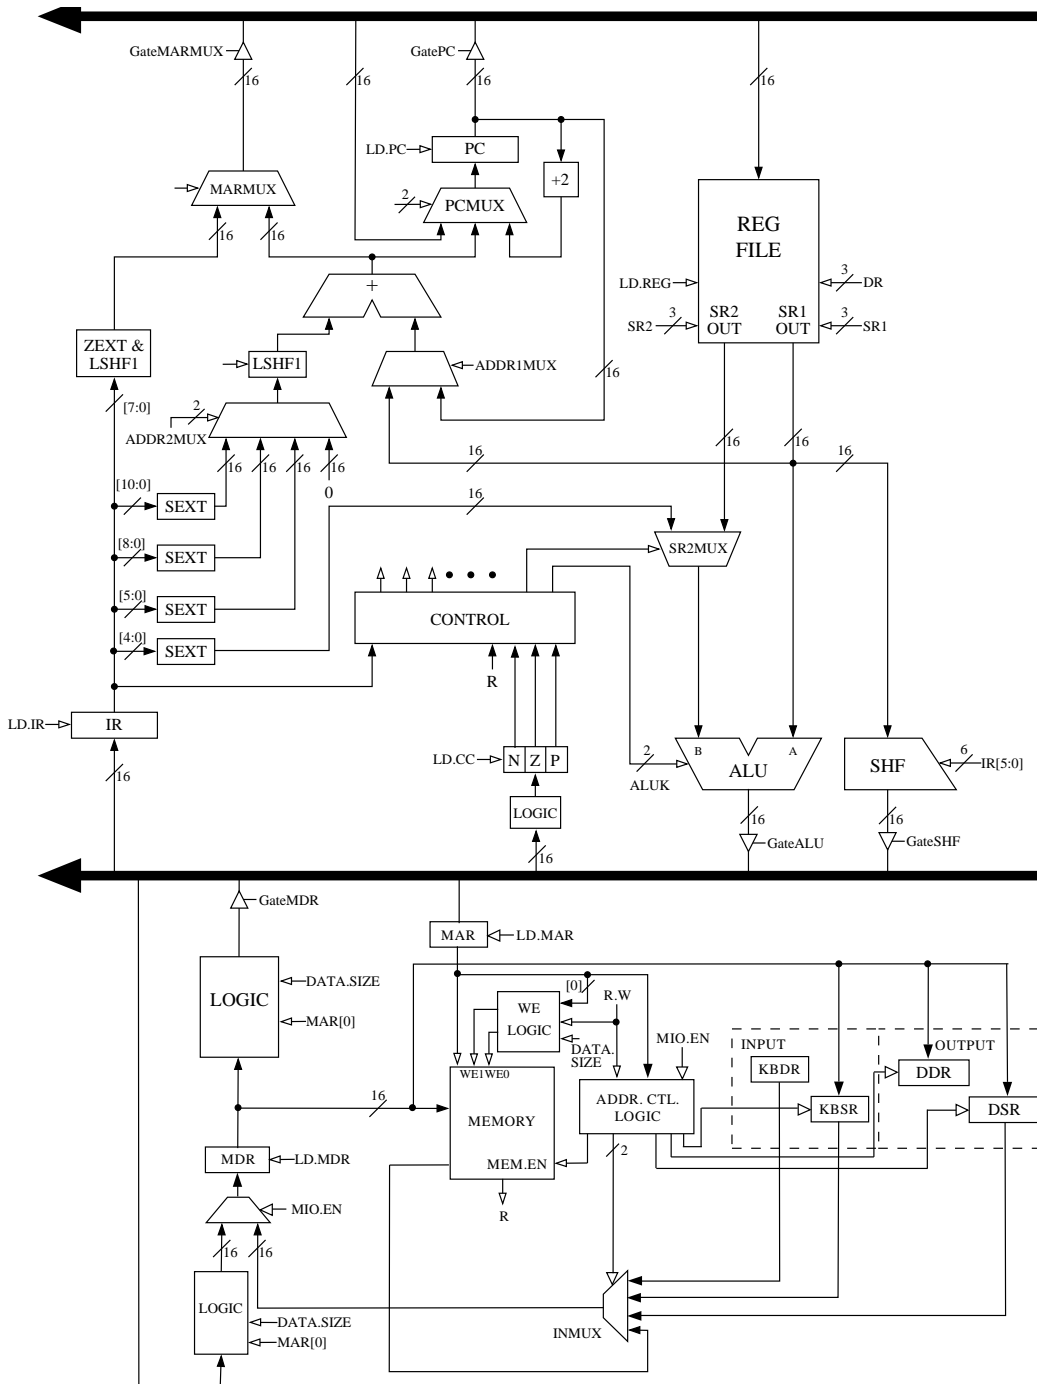 GateMARMUX
GatePC
16
16
16
16
LD.PC
PC
+2
MARMUX
2
PCMUX
REG
FILE
16
16
LD.REG
3
DR
+
SR2
OUT
SR1
OUT
SR2
3
3
SR1
ZEXT &
LSHF1
LSHF1
ADDR1MUX
16
[7:0]
2
ADDR2MUX
16
16
16
16
16
16
16
16
[10:0]
0
SEXT
16
[8:0]
SEXT
SR2MUX
[5:0]
SEXT
CONTROL
[4:0]
SEXT
R
LD.IR
IR
LD.CC
N
Z
P
2
ALUK
B
A
ALU
SHF
6
IR[5:0]
16
LOGIC
16
16
16
GateALU
GateSHF
GateMDR
MAR
LD.MAR
LOGIC
DATA.SIZE
MAR[0]
[0]
WE
LOGIC
R.W
DATA.
SIZE
MIO.EN
INPUT
OUTPUT
KBDR
DDR
WE1
WE0
ADDR. CTL.
LOGIC
KBSR
DSR
16
MEMORY
MEM.EN
2
MDR
LD.MDR
R
MIO.EN
16
16
LOGIC
DATA.SIZE
MAR[0]
INMUX